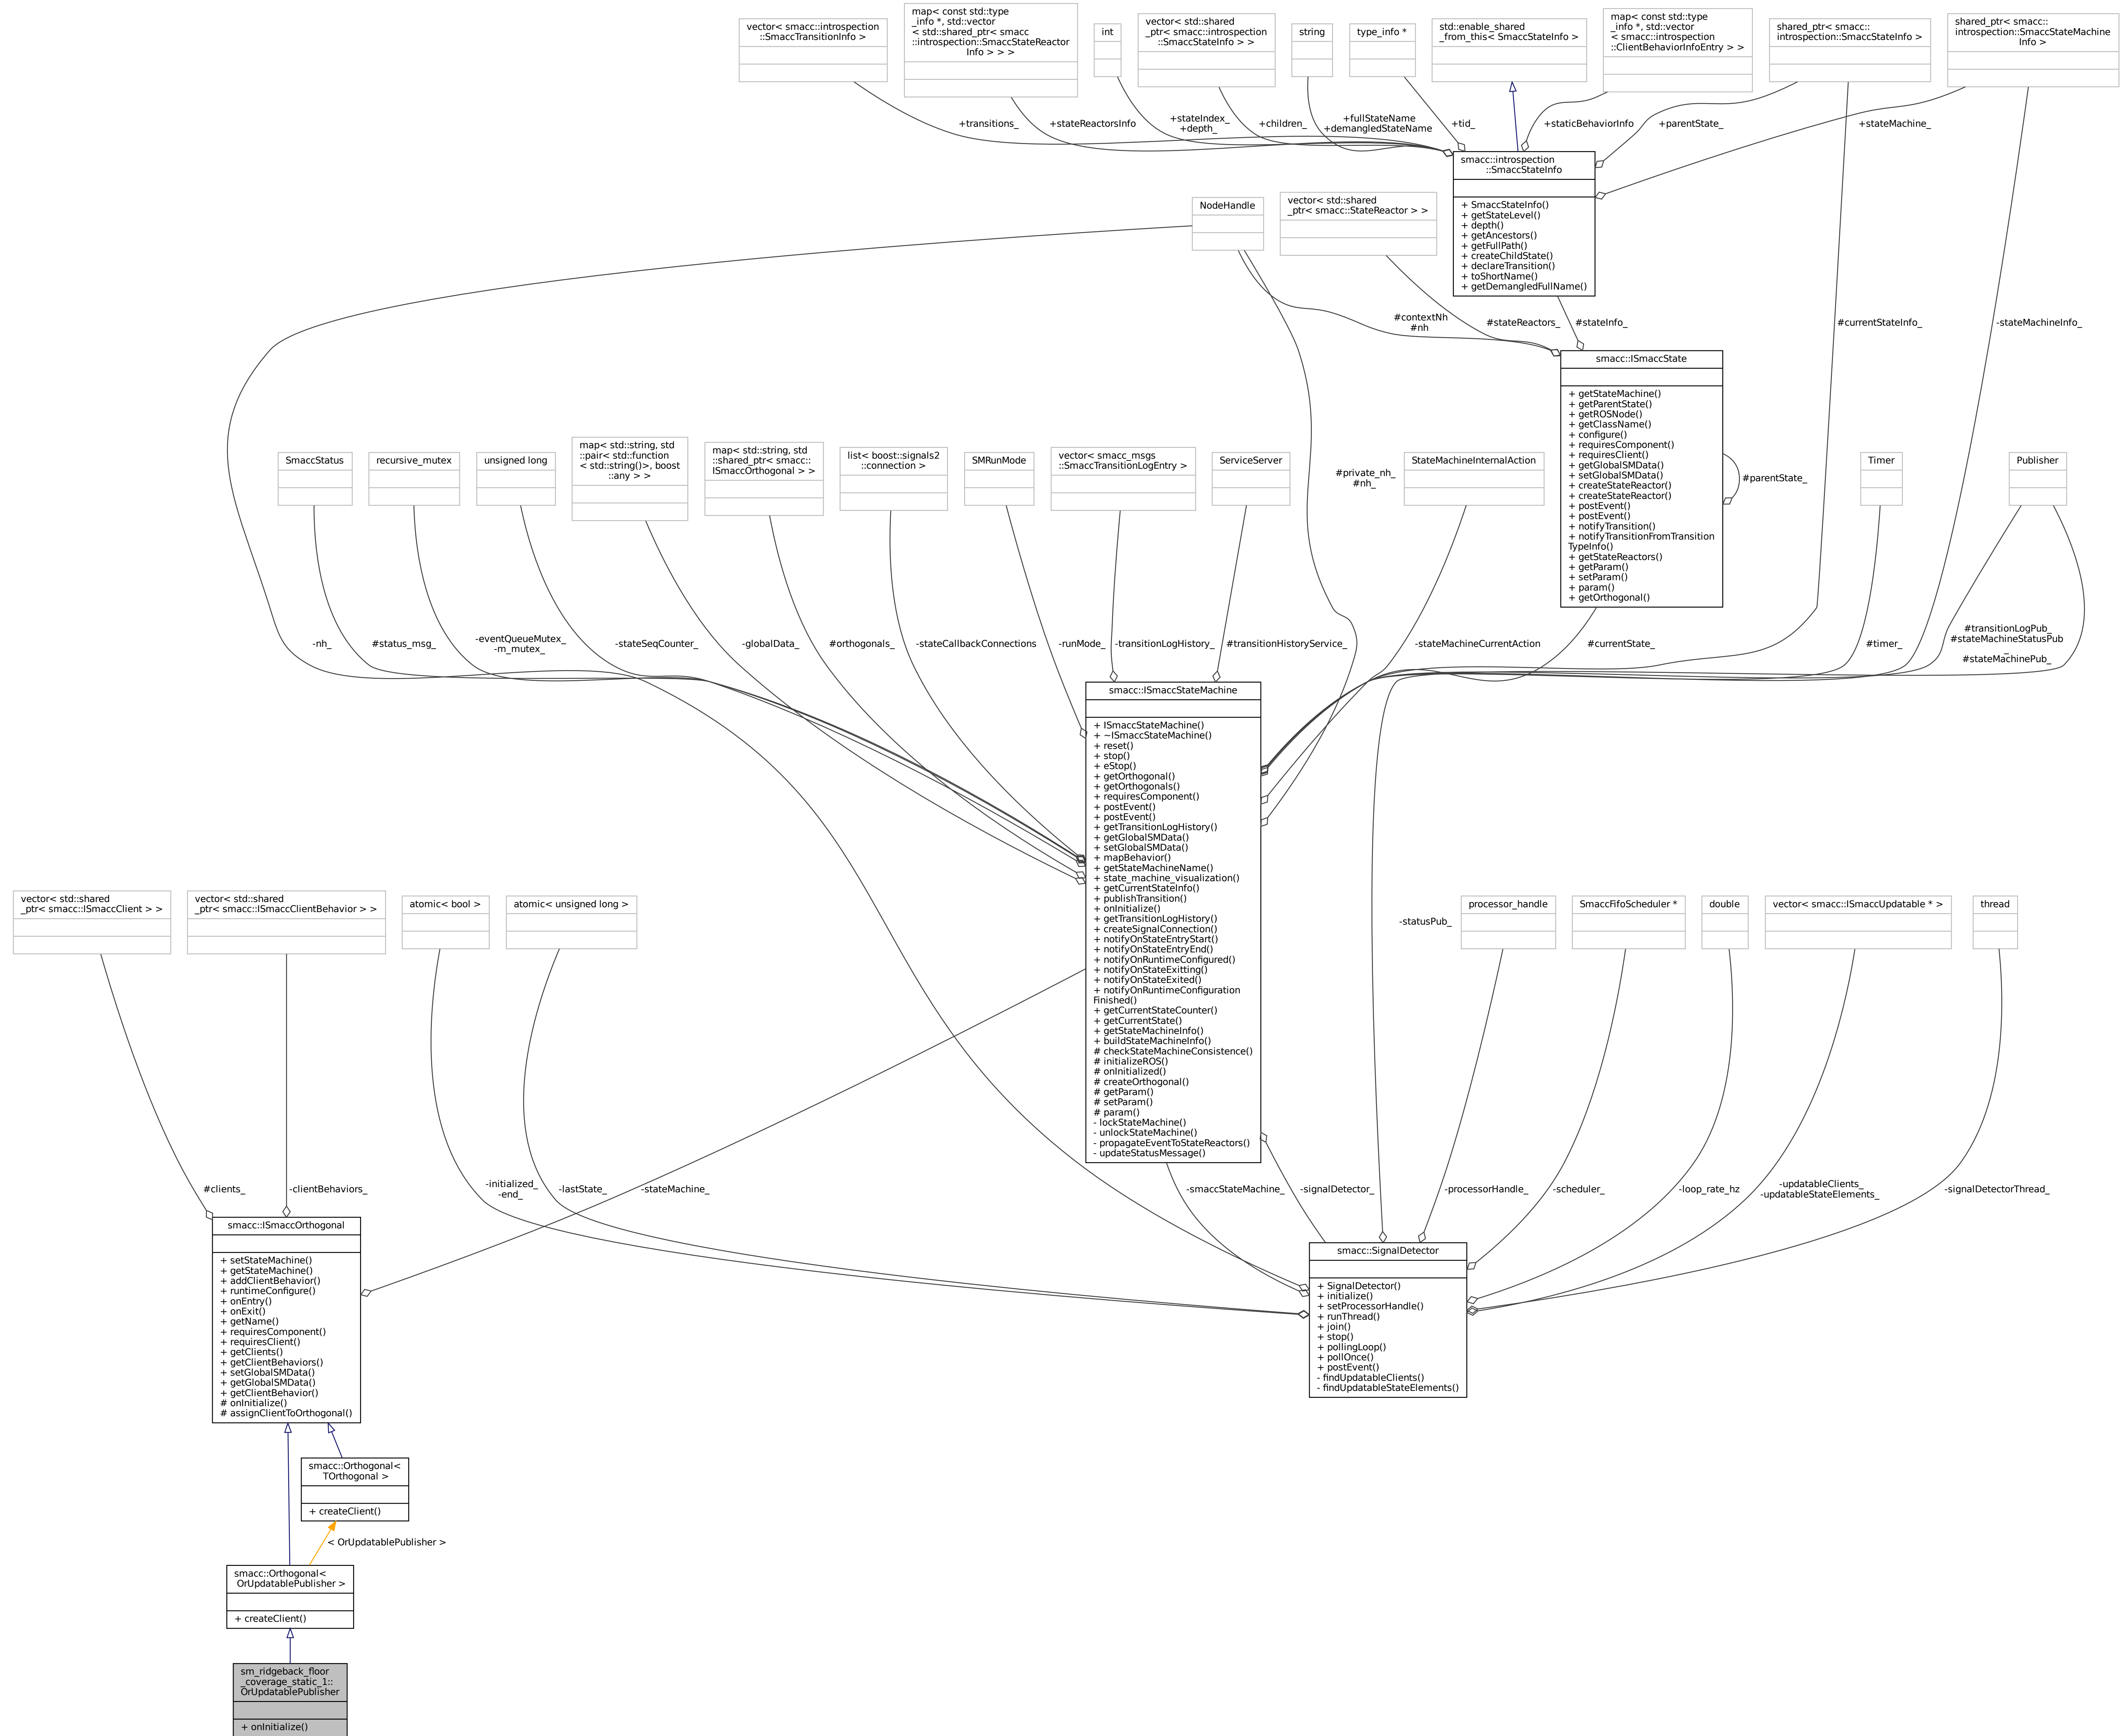 vector< smacc::introspection
::SmaccTransitionInfo >
map< const std::type
_info *, std::vector
< std::shared_ptr< smacc
::introspection::SmaccStateReactor
Info > > >
int
vector< std::shared
_ptr< smacc::introspection
::SmaccStateInfo > >
string
type_info *
std::enable_shared
_from_this< SmaccStateInfo >
map< const std::type
_info *, std::vector
< smacc::introspection
::ClientBehaviorInfoEntry > >
shared_ptr< smacc::
introspection::SmaccStateInfo >
shared_ptr< smacc::
introspection::SmaccStateMachine
Info >
+transitions_
+stateReactorsInfo
+stateIndex_
+depth_
+children_
+fullStateName
+demangledStateName
+tid_
+staticBehaviorInfo
+parentState_
+stateMachine_
smacc::introspection
::SmaccStateInfo
+ SmaccStateInfo()
+ getStateLevel()
+ depth()
+ getAncestors()
+ getFullPath()
+ createChildState()
+ declareTransition()
+ toShortName()
+ getDemangledFullName()
NodeHandle
vector< std::shared
_ptr< smacc::StateReactor > >
#contextNh
#nh
#stateReactors_
#stateInfo_
#currentStateInfo_
-stateMachineInfo_
smacc::ISmaccState
+ getStateMachine()
+ getParentState()
+ getROSNode()
+ getClassName()
+ configure()
+ requiresComponent()
+ requiresClient()
+ getGlobalSMData()
+ setGlobalSMData()
+ createStateReactor()
+ createStateReactor()
+ postEvent()
+ postEvent()
+ notifyTransition()
+ notifyTransitionFromTransition
TypeInfo()
+ getStateReactors()
+ getParam()
+ setParam()
+ param()
+ getOrthogonal()
#parentState_
SmaccStatus
recursive_mutex
unsigned long
map< std::string, std
::pair< std::function
< std::string()>, boost
::any > >
map< std::string, std
::shared_ptr< smacc::
ISmaccOrthogonal > >
list< boost::signals2
::connection >
SMRunMode
vector< smacc_msgs
::SmaccTransitionLogEntry >
ServiceServer
#private_nh_
#nh_
StateMachineInternalAction
Timer
Publisher
-nh_
#status_msg_
-eventQueueMutex_
-m_mutex_
-stateSeqCounter_
-globalData_
#orthogonals_
-stateCallbackConnections
-runMode_
-transitionLogHistory_
#transitionHistoryService_
-stateMachineCurrentAction
#currentState_
#timer_
#transitionLogPub_
#stateMachineStatusPub
_
#stateMachinePub_
smacc::ISmaccStateMachine
+ ISmaccStateMachine()
+ ~ISmaccStateMachine()
+ reset()
+ stop()
+ eStop()
+ getOrthogonal()
+ getOrthogonals()
+ requiresComponent()
+ postEvent()
+ postEvent()
+ getTransitionLogHistory()
+ getGlobalSMData()
+ setGlobalSMData()
+ mapBehavior()
+ getStateMachineName()
+ state_machine_visualization()
+ getCurrentStateInfo()
+ publishTransition()
+ onInitialize()
+ getTransitionLogHistory()
+ createSignalConnection()
+ notifyOnStateEntryStart()
+ notifyOnStateEntryEnd()
+ notifyOnRuntimeConfigured()
+ notifyOnStateExitting()
+ notifyOnStateExited()
+ notifyOnRuntimeConfiguration
Finished()
+ getCurrentStateCounter()
+ getCurrentState()
+ getStateMachineInfo()
+ buildStateMachineInfo()
# checkStateMachineConsistence()
# initializeROS()
# onInitialized()
# createOrthogonal()
# getParam()
# setParam()
# param()
- lockStateMachine()
- unlockStateMachine()
- propagateEventToStateReactors()
- updateStatusMessage()
vector< std::shared
_ptr< smacc::ISmaccClient > >
vector< std::shared
_ptr< smacc::ISmaccClientBehavior > >
atomic< bool >
atomic< unsigned long >
-statusPub_
processor_handle
SmaccFifoScheduler *
double
vector< smacc::ISmaccUpdatable * >
thread
#clients_
-clientBehaviors_
-initialized_
-end_
-lastState_
-stateMachine_
-smaccStateMachine_
-signalDetector_
-processorHandle_
-scheduler_
-loop_rate_hz
-updatableClients_
-updatableStateElements_
-signalDetectorThread_
smacc::ISmaccOrthogonal
+ setStateMachine()
+ getStateMachine()
+ addClientBehavior()
+ runtimeConfigure()
+ onEntry()
+ onExit()
+ getName()
+ requiresComponent()
+ requiresClient()
+ getClients()
+ getClientBehaviors()
+ setGlobalSMData()
+ getGlobalSMData()
+ getClientBehavior()
# onInitialize()
# assignClientToOrthogonal()
smacc::SignalDetector
+ SignalDetector()
+ initialize()
+ setProcessorHandle()
+ runThread()
+ join()
+ stop()
+ pollingLoop()
+ pollOnce()
+ postEvent()
- findUpdatableClients()
- findUpdatableStateElements()
smacc::Orthogonal<
TOrthogonal >
+ createClient()
< OrUpdatablePublisher >
smacc::Orthogonal<
OrUpdatablePublisher >
+ createClient()
sm_ridgeback_floor
_coverage_static_1::
OrUpdatablePublisher
+ onInitialize()